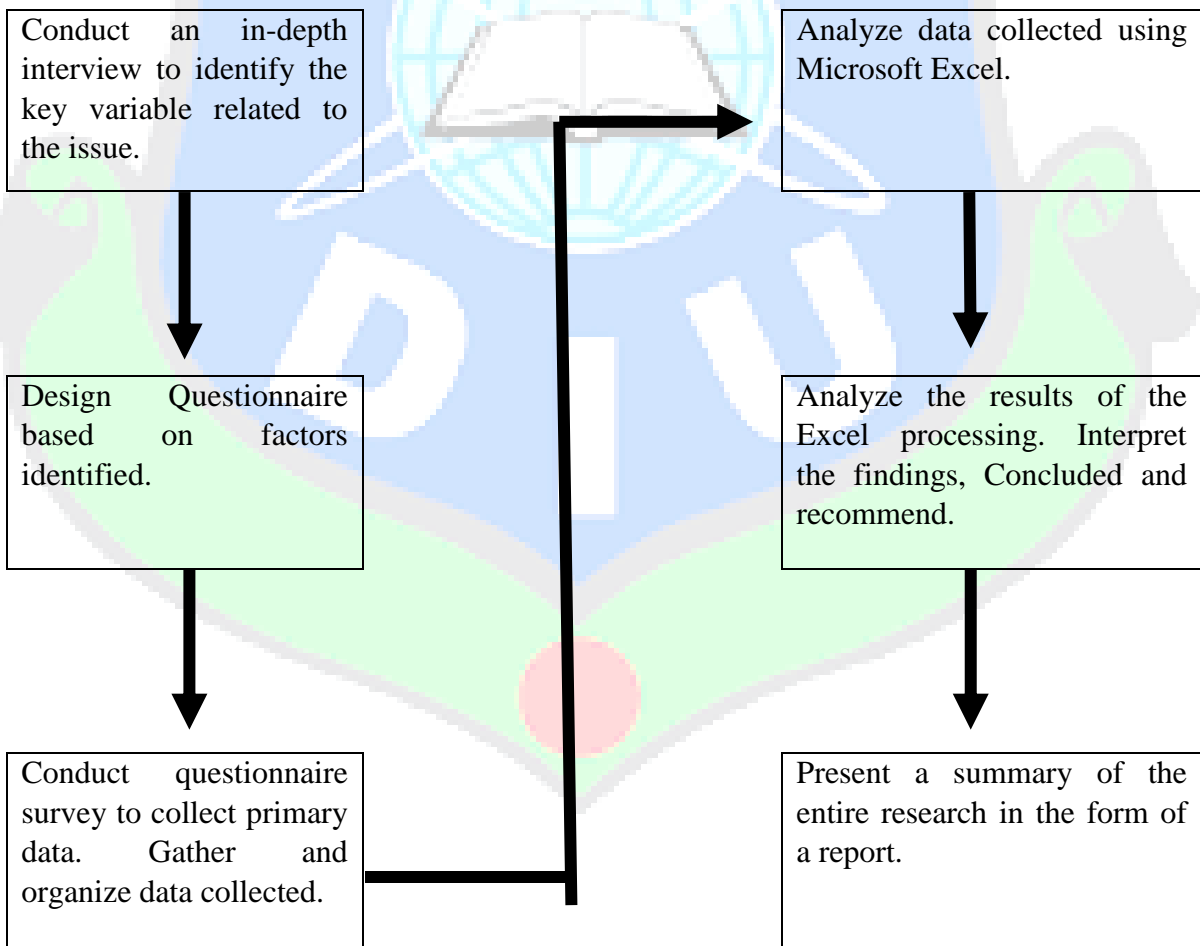 Conduct an in-depth
interview to identify the
key variable related to
the issue.
Design Questionnaire
based on factors
identified.
Conduct questionnaire
survey to collect primary
data. Gather and
organize data collected.
Analyze data collected using
Microsoft Excel.
Analyze the results of the
Excel processing. Interpret
the findings, Concluded and
recommend.
Present a summary of the
entire research in the form of
a report.
D I U